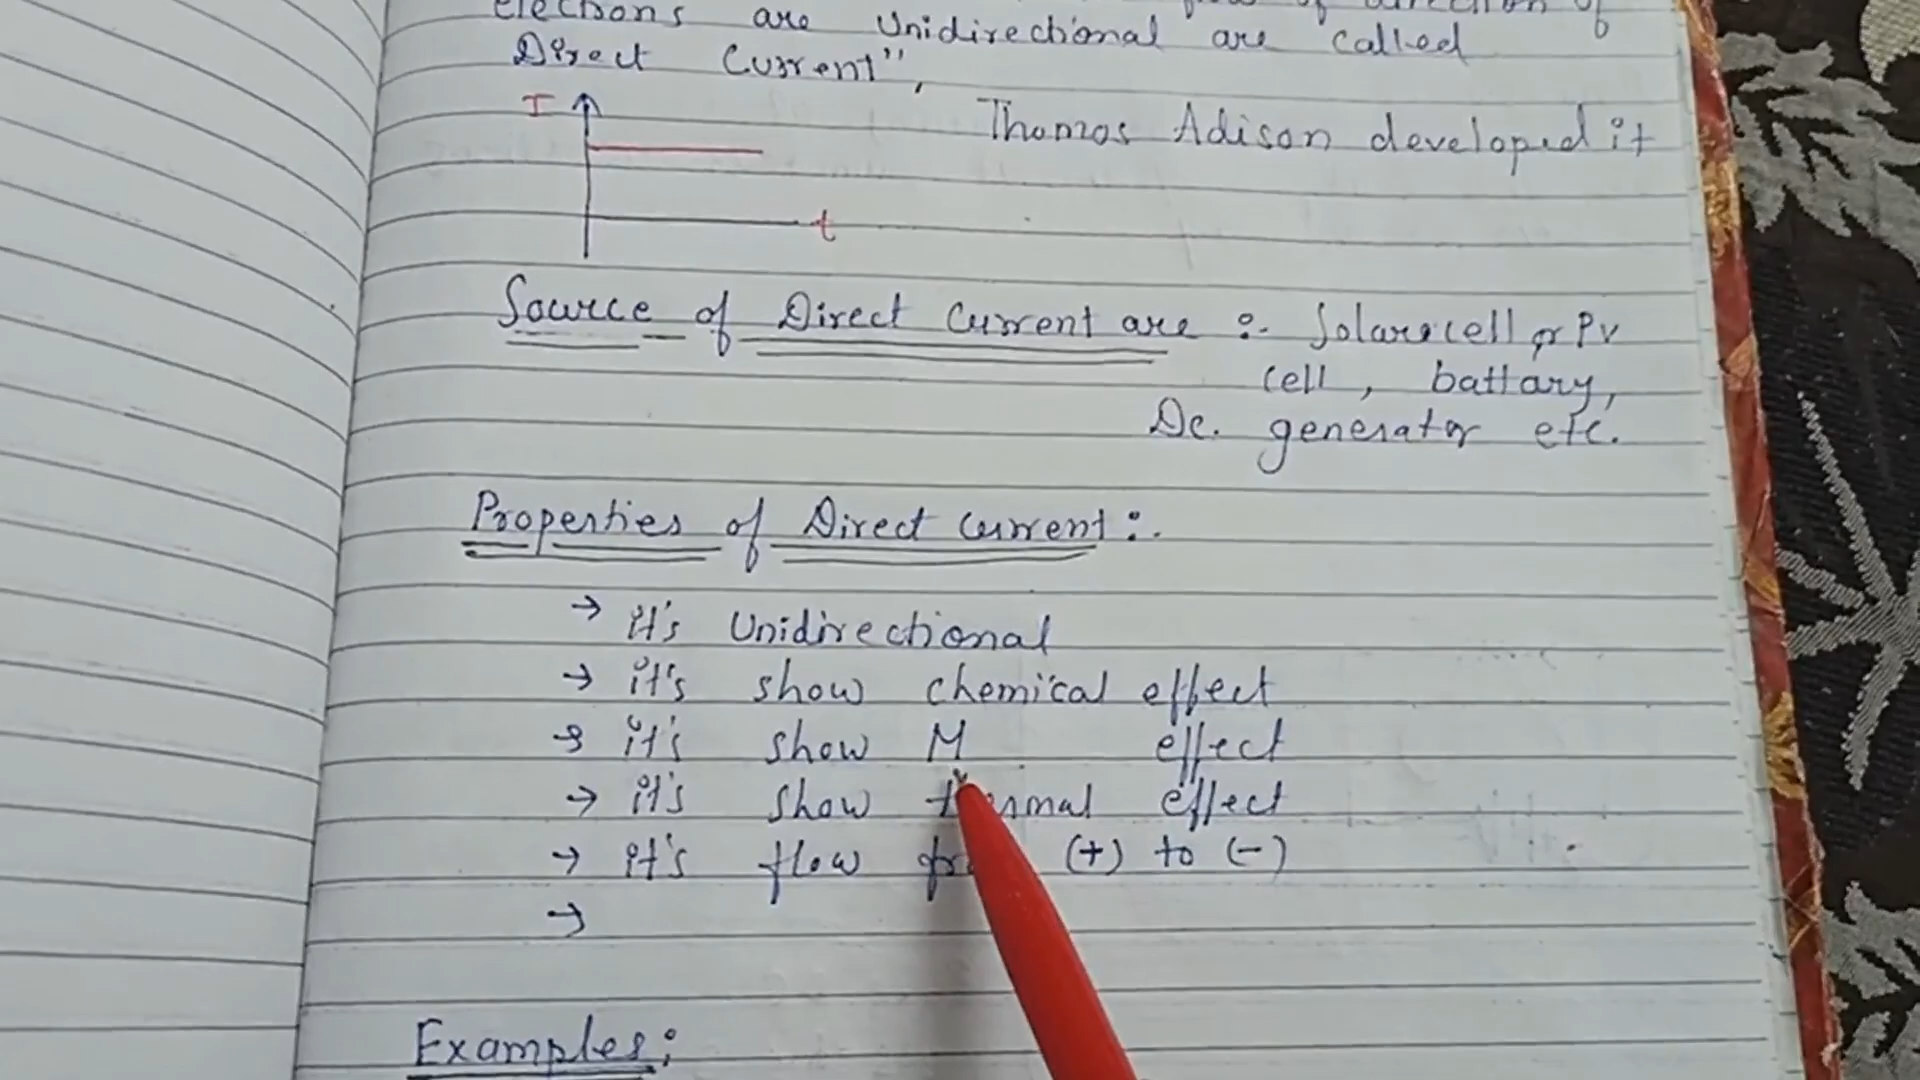 electrons are Unidirectional are called
Direct Current",
I
Thomas Adison developed it
t
Source of Direct Current are :- Solar cell or PV
cell, battary,
Dc. generator etc.
Properties of Direct Current :-
→ it's Unidirectional
→ it's show chemical effect
→ it's show M effect
→ it's show effect
→ it's flow (+) to (-)
→
Examples: